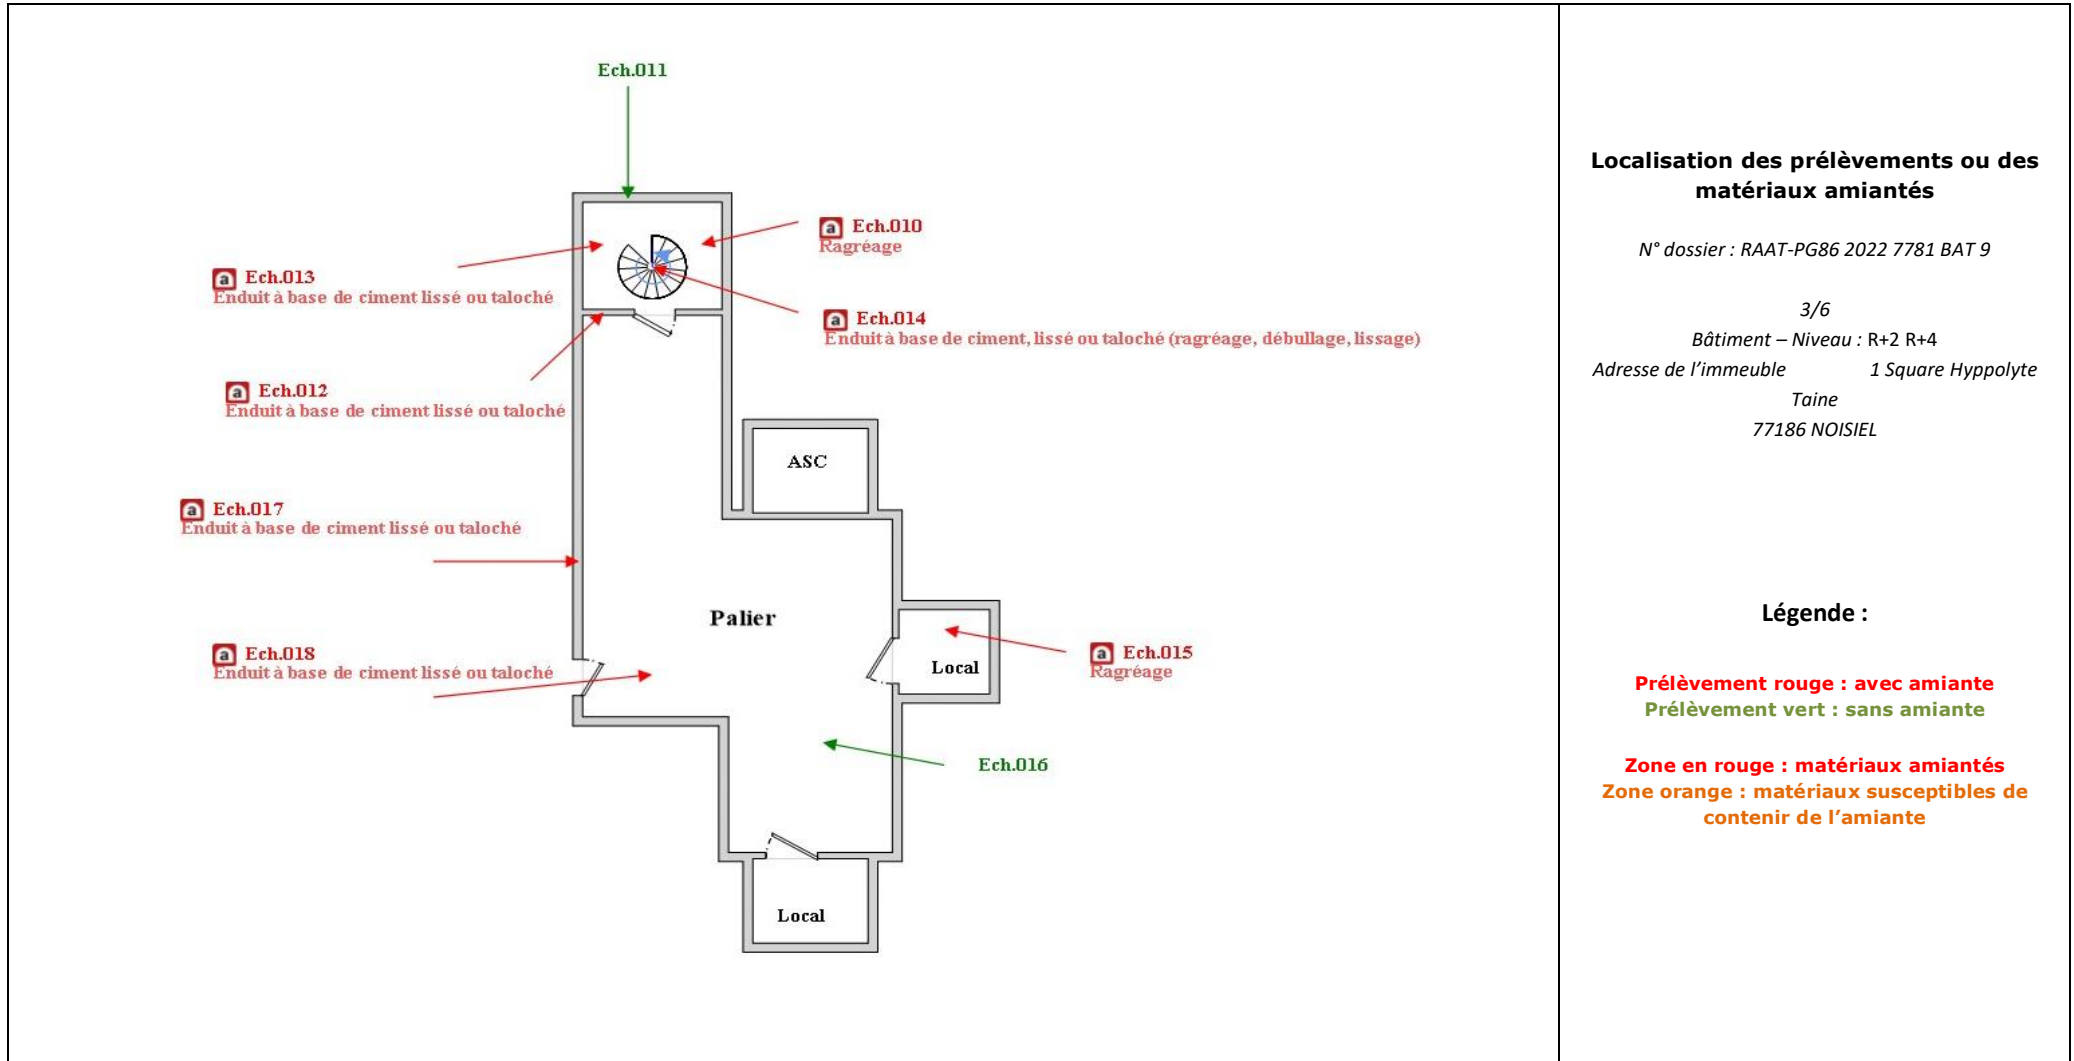 Ech.011
a Ech.010
Ragréage
a Ech.013
Enduit à base de ciment lissé ou taloché
a Ech.014
Enduit à base de ciment, lissé ou taloché (ragréage, débullage, lissage)
a Ech.012
Enduit à base de ciment lissé ou taloché
ASC
a Ech.017
Enduit à base de ciment lissé ou taloché
Palier
a Ech.018
Enduit à base de ciment lissé ou taloché
Local
a Ech.015
Ragréage
Ech.016
Local
Localisation des prélèvements ou des
matériaux amiantés
N° dossier : RAAT-PG86 2022 7781 BAT 9
3/6
Bâtiment – Niveau : R+2 R+4
Adresse de l'immeuble 1 Square Hyppolyte
Taine
77186 NOISIEL
Légende :
Prélèvement rouge : avec amiante
Prélèvement vert : sans amiante
Zone en rouge : matériaux amiantés
Zone orange : matériaux susceptibles de
contenir de l'amiante